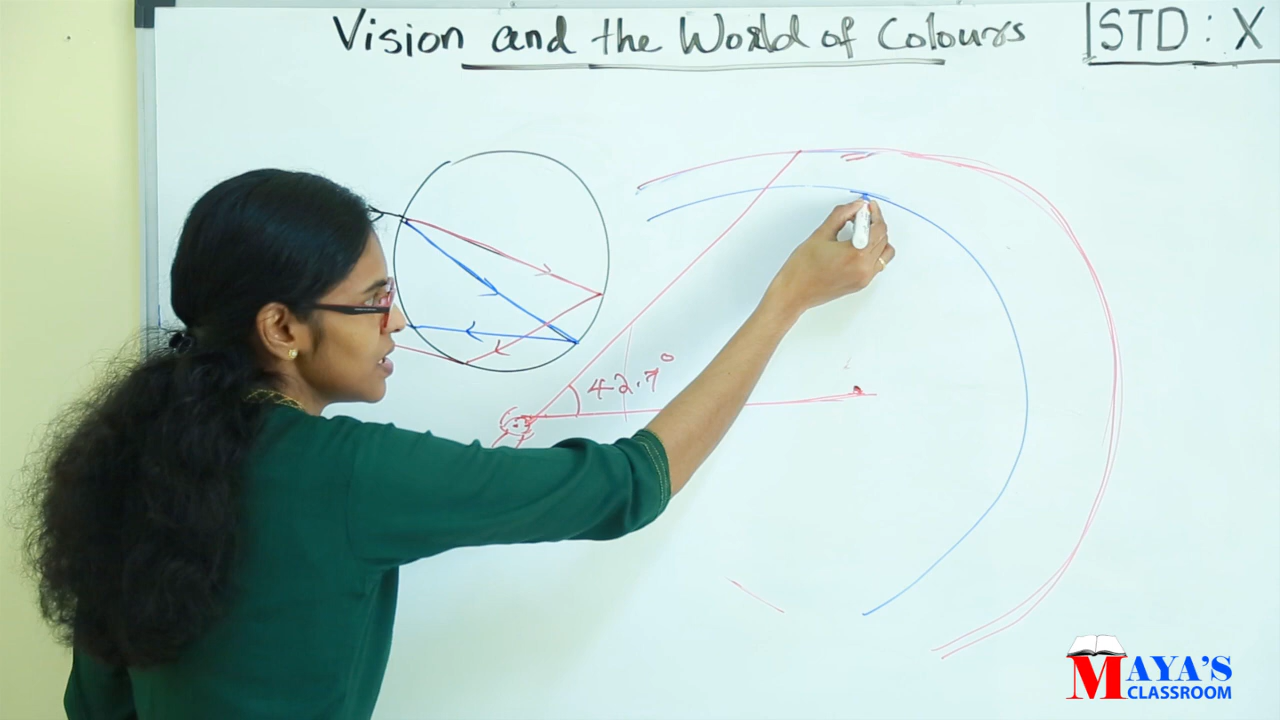 Vision and the World of Colours
STD : X
42.7°
MAYA'S
CLASSROOM